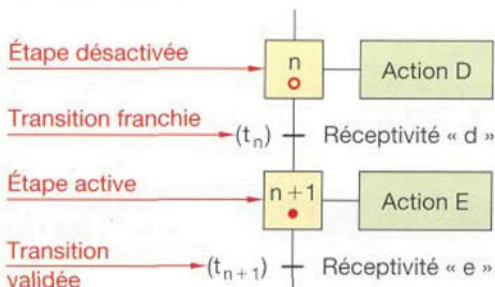 Étape désactivée
n
Action D
Transition franchie
(tn)
Réceptivité « d »
Étape active
n+1
Action E
Transition
validée
(tn+1)
Réceptivité « e »